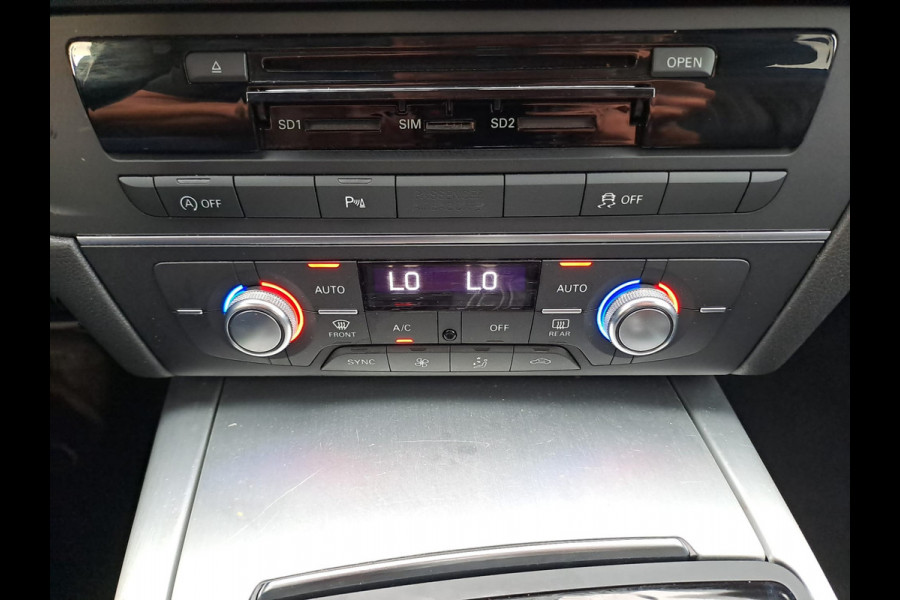 OPEN
SD1 SIM SD2
A OFF P OFF
AUTO LO LO AUTO
FRONT A/C OFF REAR
SYNC